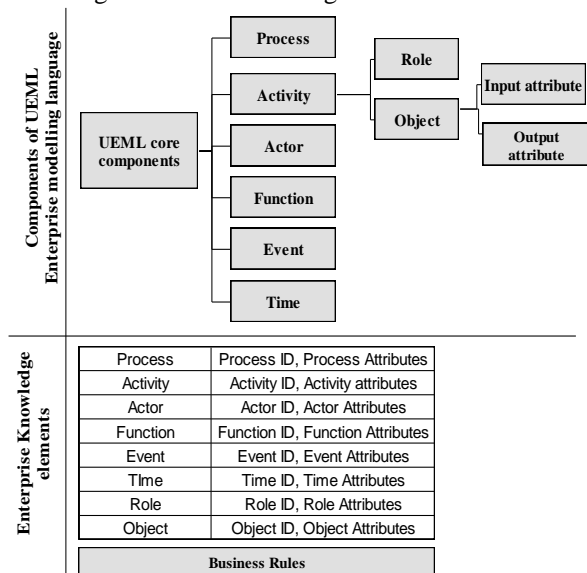 Components of UEML
Enterprise modelling language
UEML core
components
Process
Activity
Actor
Function
Event
Time
Role
Object
Input attribute
Output
attribute
Enterprise Knowledge
elements
Process Process ID, Process Attributes
Activity Activity ID, Activity attributes
Actor Actor ID, Actor Attributes
Function Function ID, Function Attributes
Event Event ID, Event Attributes
TIme Time ID, Time Attributes
Role Role ID, Role Attributes
Object Object ID, Object Attributes
Business Rules